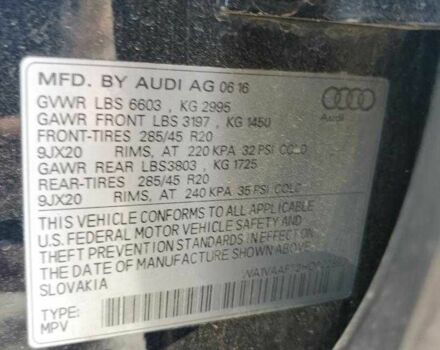 MFD. BY AUDI AG 06 16
GVWR LBS 6603 , KG 2995
GAWR FRONT LBS 3197 , KG 1450
FRONT-TIRES 285/45 R20
9JX20 RIMS, AT 220 KPA 32 PSI COLD
GAWR REAR LBS3803 , KG 1725
REAR-TIRES 285/45 R20
9JX20 RIMS, AT 240 KPA 35 PSI COLD
THIS VEHICLE CONFORMS TO ALL APPLICABLE
U.S. FEDERAL MOTOR VEHICLE SAFETY AND
THEFT PREVENTION STANDARDS IN EFFECT ON
THE DATE OF MANUFACTURE SHOWN ABOVE.
SLOVAKIA
TYPE:
MPV
Audi